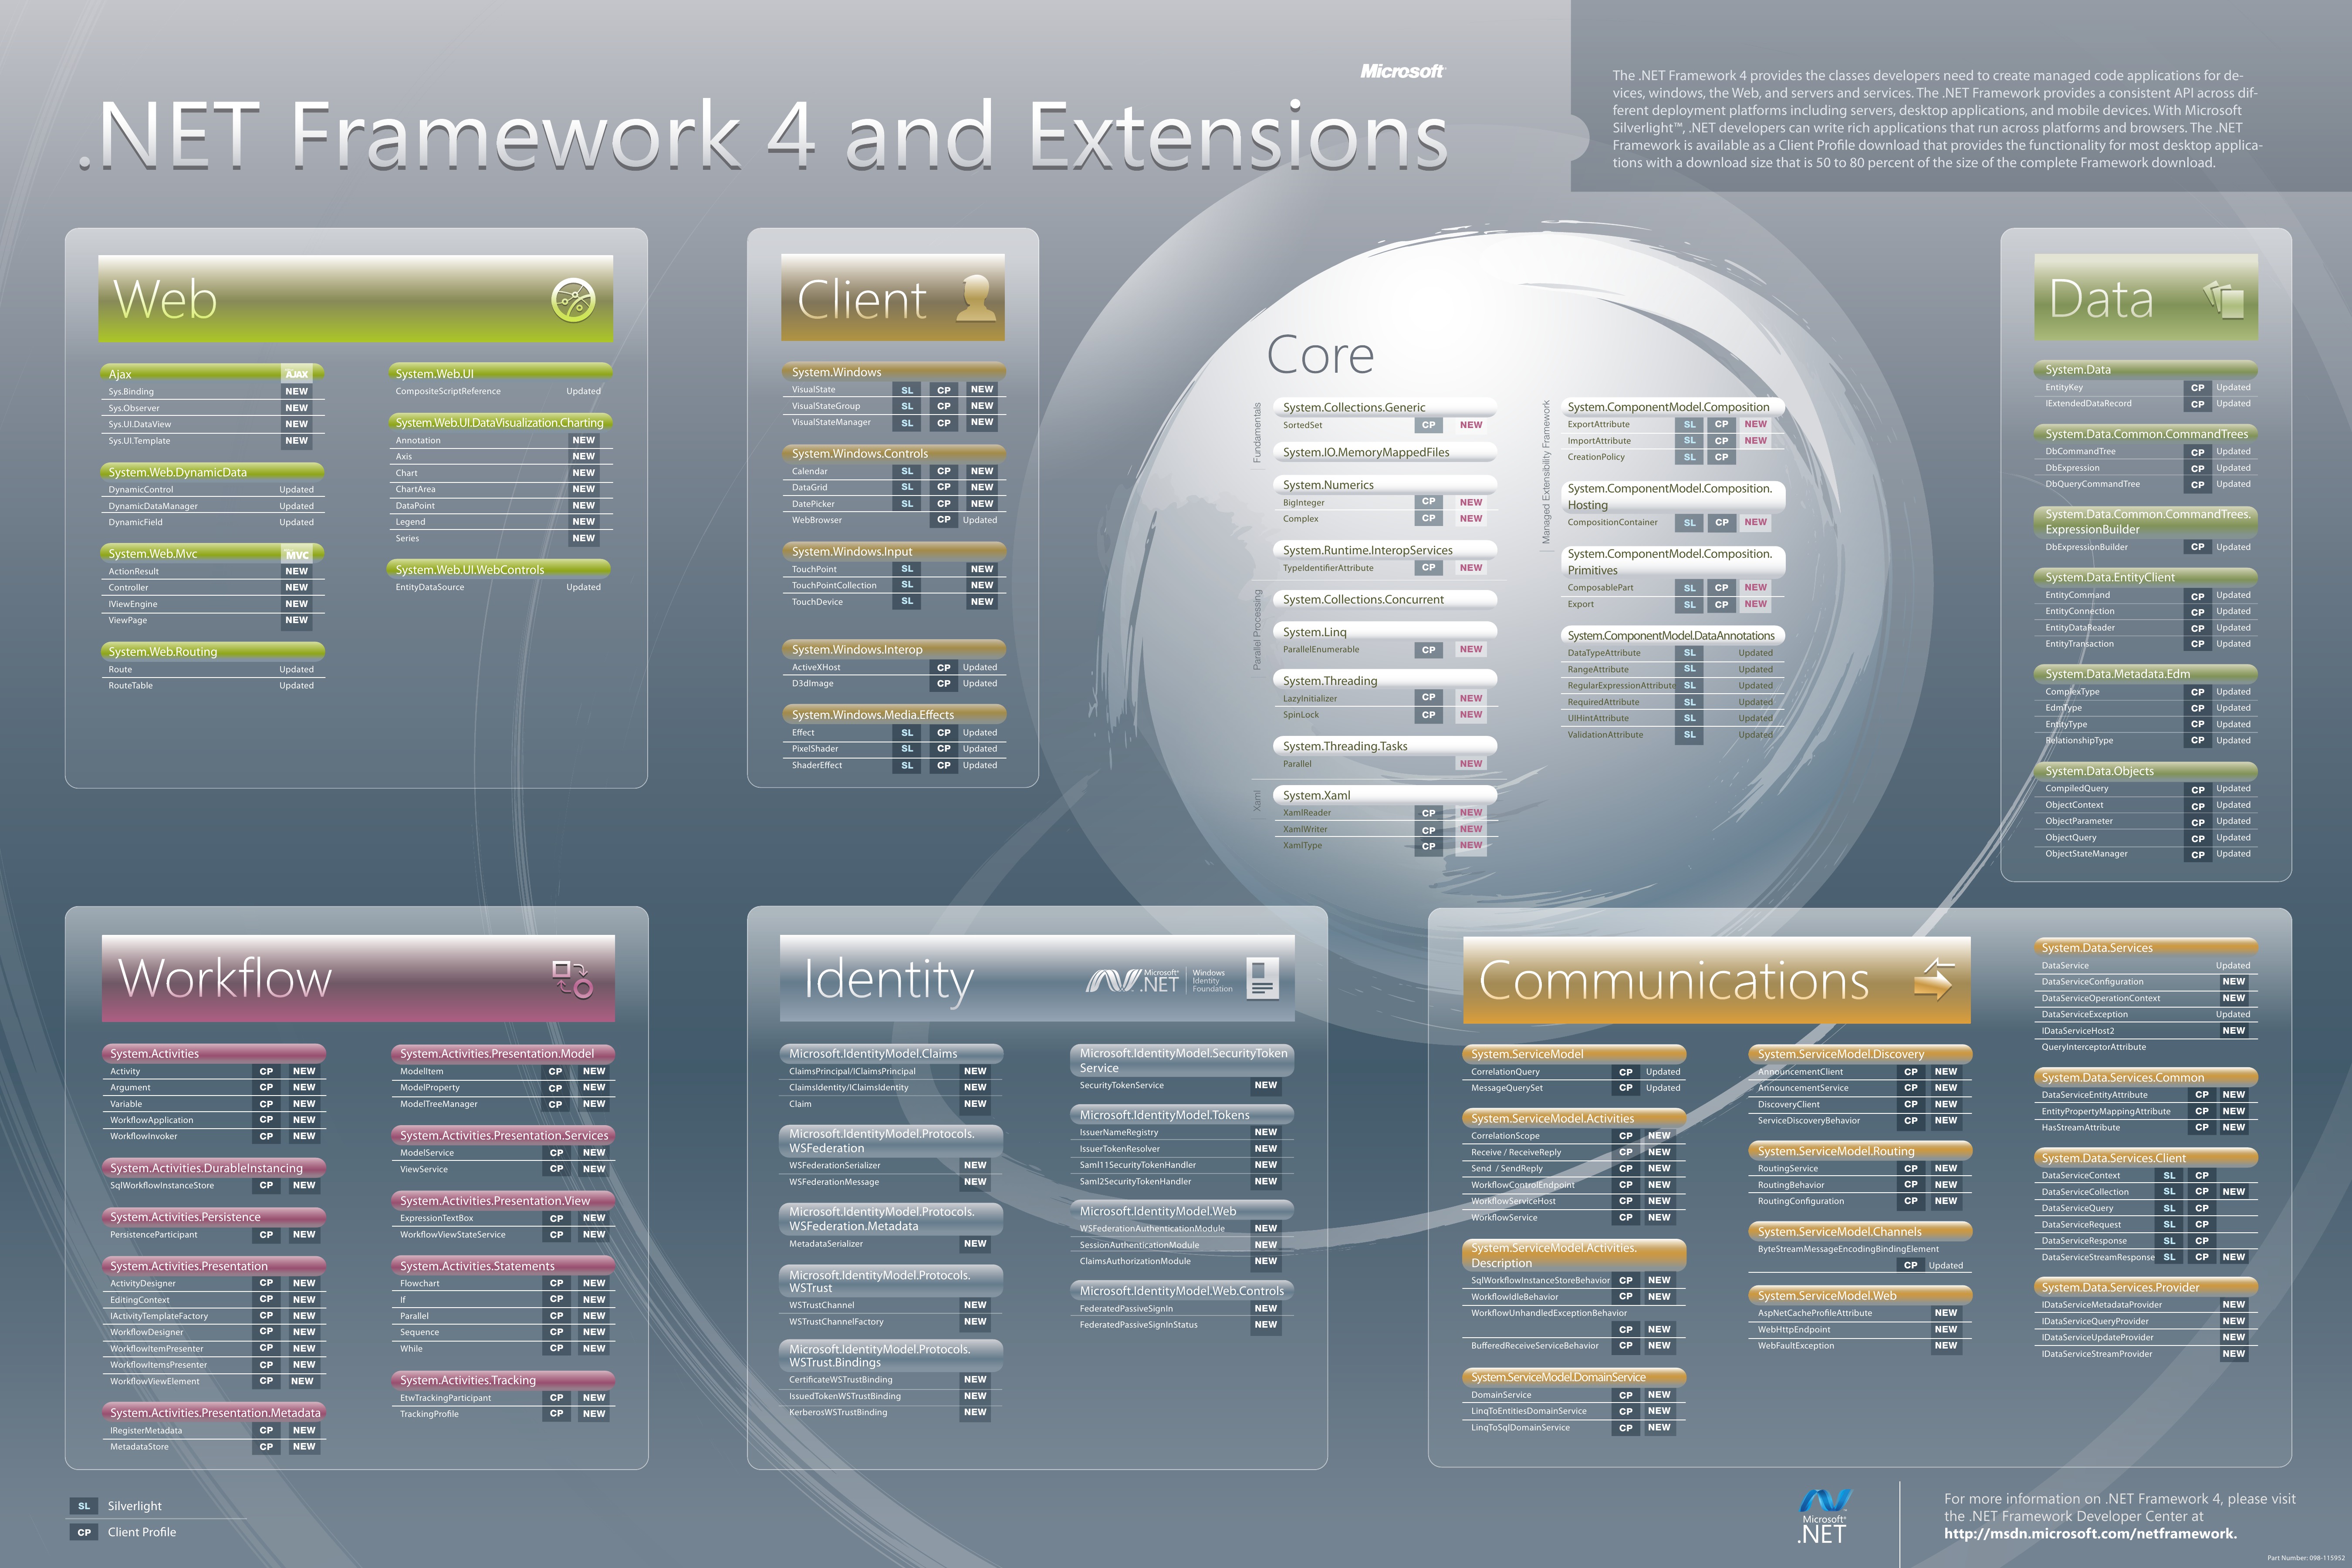 Microsoft
.NET Framework 4 and Extensions
The .NET Framework 4 provides the classes developers need to create managed code applications for de-
vices, windows, the Web, and servers and services. The .NET Framework provides a consistent API across dif-
ferent deployment platforms including servers, desktop applications, and mobile devices. With Microsoft
Silverlight™, .NET developers can write rich applications that run across platforms and browsers. The .NET
Framework is available as a Client Profile download that provides the functionality for most desktop applica-
tions with a download size that is 50 to 80 percent of the size of the complete Framework download.
Web
Ajax AJAX
Sys.Binding NEW
Sys.Observer NEW
Sys.UI.DataView NEW
Sys.UI.Template NEW
System.Web.DynamicData
DynamicControl Updated
DynamicDataManager Updated
DynamicField Updated
System.Web.Mvc MVC
ActionResult NEW
Controller NEW
IViewEngine NEW
ViewPage NEW
System.Web.Routing
Route Updated
RouteTable Updated
System.Web.UI
CompositeScriptReference Updated
System.Web.UI.DataVisualization.Charting
Annotation NEW
Axis NEW
Chart NEW
ChartArea NEW
DataPoint NEW
Legend NEW
Series NEW
System.Web.UI.WebControls
EntityDataSource Updated
Client
System.Windows
VisualState SL CP NEW
VisualStateGroup SL CP NEW
VisualStateManager SL CP NEW
System.Windows.Controls
Calendar SL CP NEW
DataGrid SL CP NEW
DatePicker SL CP NEW
WebBrowser CP Updated
System.Windows.Input
TouchPoint SL NEW
TouchPointCollection SL NEW
TouchDevice SL NEW
System.Windows.Interop
ActiveXHost CP Updated
D3dImage CP Updated
System.Windows.Media.Effects
Effect SL CP Updated
PixelShader SL CP Updated
ShaderEffect SL CP Updated
Core
Fundamentals
System.Collections.Generic
SortedSet CP NEW
System.IO.MemoryMappedFiles
System.Numerics
BigInteger CP NEW
Complex CP NEW
System.Runtime.InteropServices
TypeIdentifierAttribute CP NEW
Parallel Processing
System.Collections.Concurrent
System.Linq
ParallelEnumerable CP NEW
System.Threading
LazyInitializer CP NEW
SpinLock CP NEW
System.Threading.Tasks
Parallel NEW
Xaml
System.Xaml
XamlReader CP NEW
XamlWriter CP NEW
XamlType CP NEW
Managed Extensibility Framework
System.ComponentModel.Composition
ExportAttribute SL CP NEW
ImportAttribute SL CP NEW
CreationPolicy SL CP
System.ComponentModel.Composition.
Hosting
CompositionContainer SL CP NEW
System.ComponentModel.Composition.
Primitives
ComposablePart SL CP NEW
Export SL CP NEW
System.ComponentModel.DataAnnotations
DataTypeAttribute SL Updated
RangeAttribute SL Updated
RegularExpressionAttribute SL Updated
RequiredAttribute SL Updated
UIHintAttribute SL Updated
ValidationAttribute SL Updated
Data
System.Data
EntityKey CP Updated
IExtendedDataRecord CP Updated
System.Data.Common.CommandTrees
DbCommandTree CP Updated
DbExpression CP Updated
DbQueryCommandTree CP Updated
System.Data.Common.CommandTrees.
ExpressionBuilder
DbExpressionBuilder CP Updated
System.Data.EntityClient
EntityCommand CP Updated
EntityConnection CP Updated
EntityDataReader CP Updated
EntityTransaction CP Updated
System.Data.Metadata.Edm
ComplexType CP Updated
EdmType CP Updated
EntityType CP Updated
RelationshipType CP Updated
System.Data.Objects
CompiledQuery CP Updated
ObjectContext CP Updated
ObjectParameter CP Updated
ObjectQuery CP Updated
ObjectStateManager CP Updated
Workflow
System.Activities
Activity CP NEW
Argument CP NEW
Variable CP NEW
WorkflowApplication CP NEW
WorkflowInvoker CP NEW
System.Activities.DurableInstancing
SqlWorkflowInstanceStore CP NEW
System.Activities.Persistence
PersistenceParticipant CP NEW
System.Activities.Presentation
ActivityDesigner CP NEW
EditingContext CP NEW
IActivityTemplateFactory CP NEW
WorkflowDesigner CP NEW
WorkflowItemPresenter CP NEW
WorkflowItemsPresenter CP NEW
WorkflowViewElement CP NEW
System.Activities.Presentation.Metadata
IRegisterMetadata CP NEW
MetadataStore CP NEW
System.Activities.Presentation.Model
ModelItem CP NEW
ModelProperty CP NEW
ModelTreeManager CP NEW
System.Activities.Presentation.Services
ModelService CP NEW
ViewService CP NEW
System.Activities.Presentation.View
ExpressionTextBox CP NEW
WorkflowViewStateService CP NEW
System.Activities.Statements
Flowchart CP NEW
If CP NEW
Parallel CP NEW
Sequence CP NEW
While CP NEW
System.Activities.Tracking
EtwTrackingParticipant CP NEW
TrackingProfile CP NEW
Identity
Microsoft® .NET
Windows
Identity
Foundation
Microsoft.IdentityModel.Claims
ClaimsPrincipal/IClaimsPrincipal NEW
ClaimsIdentity/IClaimsIdentity NEW
Claim NEW
Microsoft.IdentityModel.Protocols.
WSFederation
WSFederationSerializer NEW
WSFederationMessage NEW
Microsoft.IdentityModel.Protocols.
WSFederation.Metadata
MetadataSerializer NEW
Microsoft.IdentityModel.Protocols.
WSTrust
WSTrustChannel NEW
WSTrustChannelFactory NEW
Microsoft.IdentityModel.Protocols.
WSTrust.Bindings
CertificateWSTrustBinding NEW
IssuedTokenWSTrustBinding NEW
KerberosWSTrustBinding NEW
Microsoft.IdentityModel.SecurityToken
Service
SecurityTokenService NEW
Microsoft.IdentityModel.Tokens
IssuerNameRegistry NEW
IssuerTokenResolver NEW
Saml11SecurityTokenHandler NEW
Saml2SecurityTokenHandler NEW
Microsoft.IdentityModel.Web
WSFederationAuthenticationModule NEW
SessionAuthenticationModule NEW
ClaimsAuthorizationModule NEW
Microsoft.IdentityModel.Web.Controls
FederatedPassiveSignIn NEW
FederatedPassiveSignInStatus NEW
Communications
System.ServiceModel
CorrelationQuery CP Updated
MessageQuerySet CP Updated
System.ServiceModel.Activities
CorrelationScope CP NEW
Receive / ReceiveReply CP NEW
Send / SendReply CP NEW
WorkflowControlEndpoint CP NEW
WorkflowServiceHost CP NEW
WorkflowService CP NEW
System.ServiceModel.Activities.
Description
SqlWorkflowInstanceStoreBehavior CP NEW
WorkflowIdleBehavior CP NEW
WorkflowUnhandledExceptionBehavior
CP NEW
BufferedReceiveServiceBehavior CP NEW
System.ServiceModel.DomainService
DomainService CP NEW
LinqToEntitiesDomainService CP NEW
LinqToSqlDomainService CP NEW
System.ServiceModel.Discovery
AnnouncementClient CP NEW
AnnouncementService CP NEW
DiscoveryClient CP NEW
ServiceDiscoveryBehavior CP NEW
System.ServiceModel.Routing
RoutingService CP NEW
RoutingBehavior CP NEW
RoutingConfiguration CP NEW
System.ServiceModel.Channels
ByteStreamMessageEncodingBindingElement
CP Updated
System.ServiceModel.Web
AspNetCacheProfileAttribute NEW
WebHttpEndpoint NEW
WebFaultException NEW
System.Data.Services
DataService Updated
DataServiceConfiguration NEW
DataServiceOperationContext NEW
DataServiceException Updated
IDataServiceHost2 NEW
QueryInterceptorAttribute
System.Data.Services.Common
DataServiceEntityAttribute CP NEW
EntityPropertyMappingAttribute CP NEW
HasStreamAttribute CP NEW
System.Data.Services.Client
DataServiceContext SL CP
DataServiceCollection SL CP NEW
DataServiceQuery SL CP
DataServiceRequest SL CP
DataServiceResponse SL CP
DataServiceStreamResponse SL CP NEW
System.Data.Services.Provider
IDataServiceMetadataProvider NEW
IDataServiceQueryProvider NEW
IDataServiceUpdateProvider NEW
IDataServiceStreamProvider NEW
SL Silverlight
CP Client Profile
Microsoft®
.NET
For more information on .NET Framework 4, please visit
the .NET Framework Developer Center at
http://msdn.microsoft.com/netframework.
Part Number: 098-115952